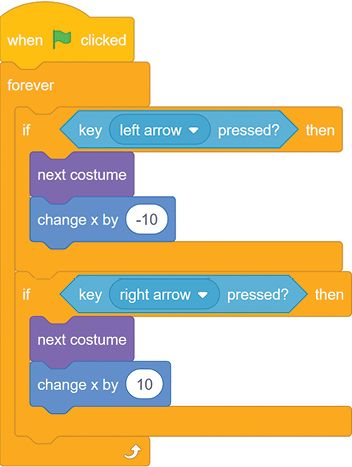 when clicked
forever
if key left arrow pressed? then
next costume
change x by -10
if key right arrow pressed? then
next costume
change x by 10